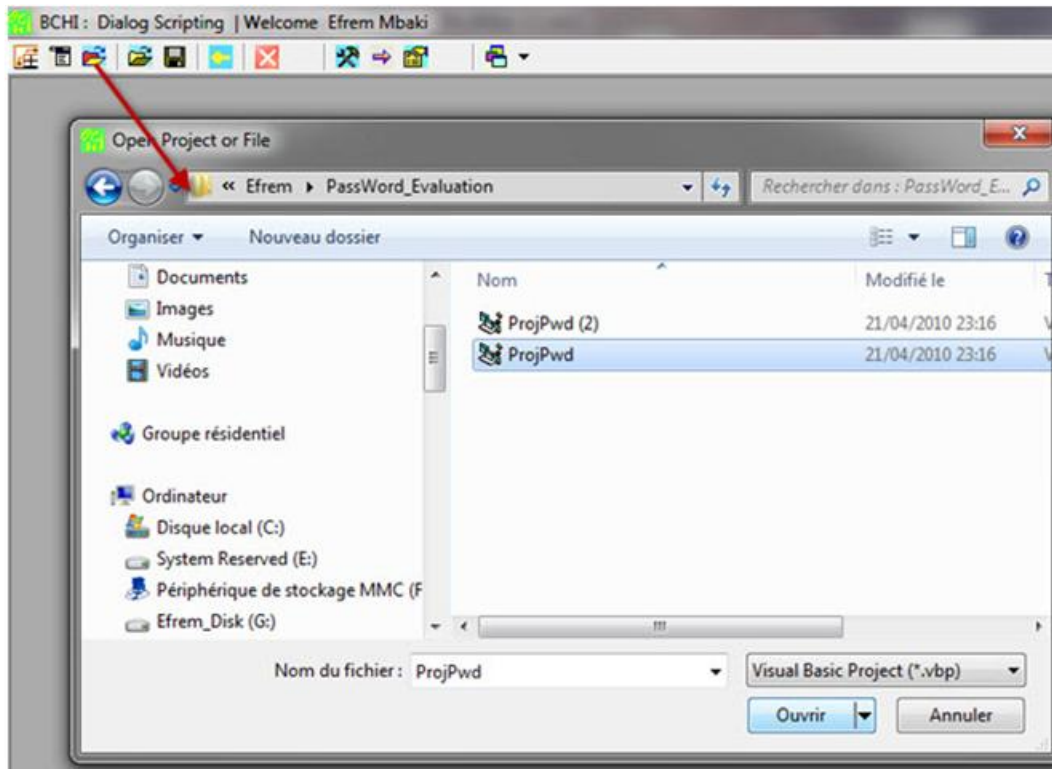 BCHI : Dialog Scripting | Welcome Efrem Mbaki
Open Project or File
« Efrem ▸ PassWord_Evaluation
Rechercher dans : PassWord_E...
Organiser
Nouveau dossier
Documents
Images
Musique
Vidéos
Groupe résidentiel
Ordinateur
Disque local (C:)
System Reserved (E:)
Périphérique de stockage MMC (F
Efrem_Disk (G:)
Nom Modifié le
ProjPwd (2) 21/04/2010 23:16
ProjPwd 21/04/2010 23:16
Nom du fichier : ProjPwd
Visual Basic Project (*.vbp)
Ouvrir Annuler